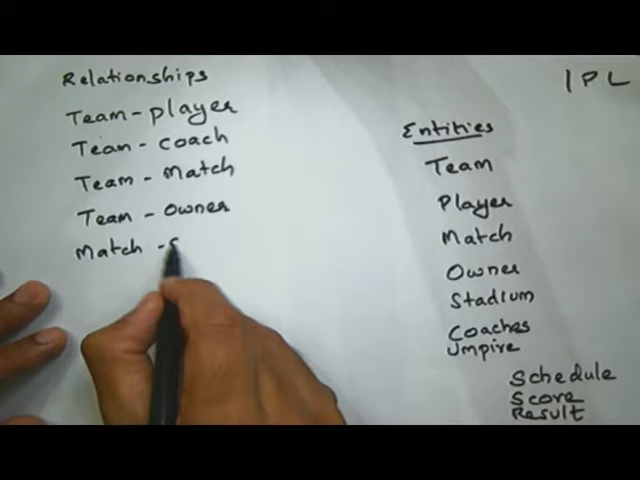 Relationships
Team - player
Team - coach
Team - Match
Team - Owner
Match -
IPL
Entities
Team
Player
Match
Owner
Stadium
Coaches
Umpire
Schedule
Score
Result